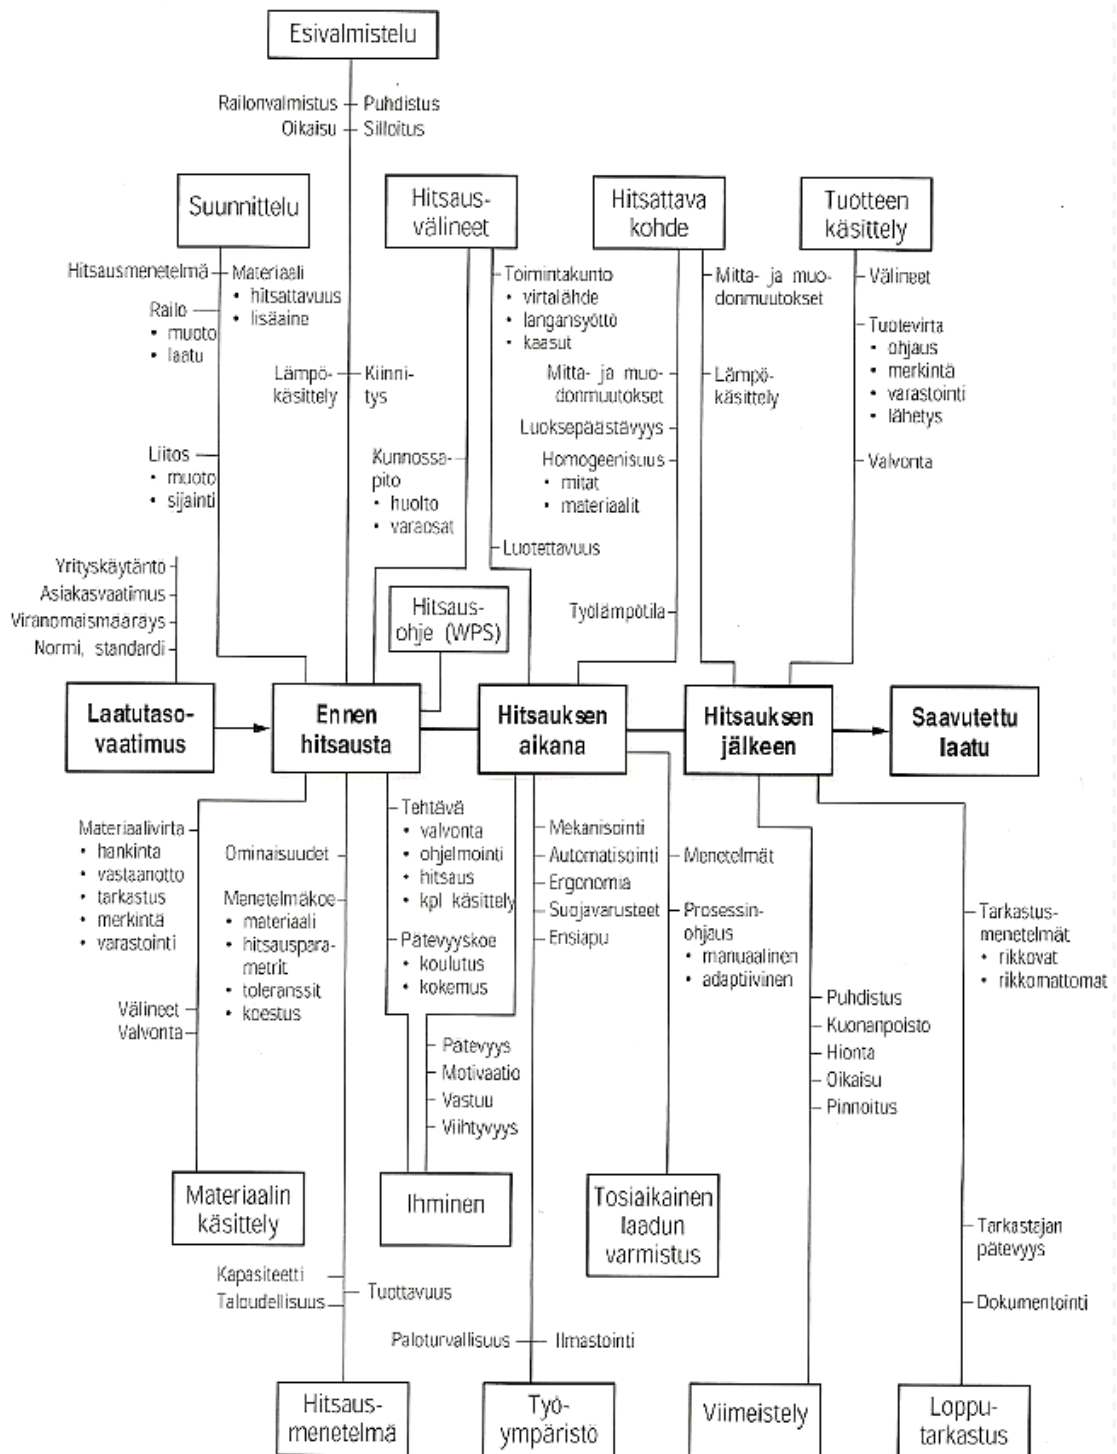 Esivalmistelu
Railonvalmistus
Puhdistus
Oikaisu
Silloitus
Lämpö-
käsittely
Kiinni-
tys
Suunnittelu
Hitsausmenetelmä
Materiaali
• hitsattavuus
• lisäaine
Railo
• muoto
• laatu
Liitos
• muoto
• sijainti
Hitsaus-
välineet
Toimintakunto
• virtalähde
• langansyöttö
• kaasut
Kunnossa-
pito
• huolto
• varaosat
Luotettavuus
Hitsattava
kohde
Mitta- ja muo-
donmuutokset
Luoksepäästävyys
Homogeenisuus
• mitat
• materiaalit
Työlämpötila
Mitta- ja muo-
donmuutokset
Lämpö-
käsittely
Tuotteen
käsittely
Välineet
Tuotevirta
• ohjaus
• merkintä
• varastointi
• lähetys
Valvonta
Yrityskäytäntö
Asiakasvaatimus
Viranomaismääräys
Normi, standardi
Hitsaus-
ohje (WPS)
Laatutaso-
vaatimus
Ennen
hitsausta
Hitsauksen
aikana
Hitsauksen
jälkeen
Saavutettu
laatu
Materiaalivirta
• hankinta
• vastaanotto
• tarkastus
• merkintä
• varastointi
Välineet
Valvonta
Materiaalin
käsittely
Ominaisuudet
Menetelmäkoe
• materiaali
• hitsauspara-
metrit
• toleranssit
• koestus
Kapasiteetti
Taloudellisuus
Tuottavuus
Hitsaus-
menetelmä
Tehtävä
• valvonta
• ohjelmointi
• hitsaus
• kpl käsittely
Pätevyyskoe
• koulutus
• kokemus
Pätevyys
Motivaatio
Vastuu
Viihtyvyys
Ihminen
Mekanisointi
Automatisointi
Ergonomia
Suojavarusteet
Ensiapu
Paloturvallisuus
Ilmastointi
Työ-
ympäristö
Menetelmät
Prosessin-
ohjaus
• manuaalinen
• adaptiivinen
Tosiaikainen
laadun
varmistus
Puhdistus
Kuonanpoisto
Hionta
Oikaisu
Pinnoitus
Viimeistely
Tarkastus-
menetelmät
• rikkovat
• rikkomattomat
Tarkastajan
pätevyys
Dokumentointi
Loppu-
tarkastus